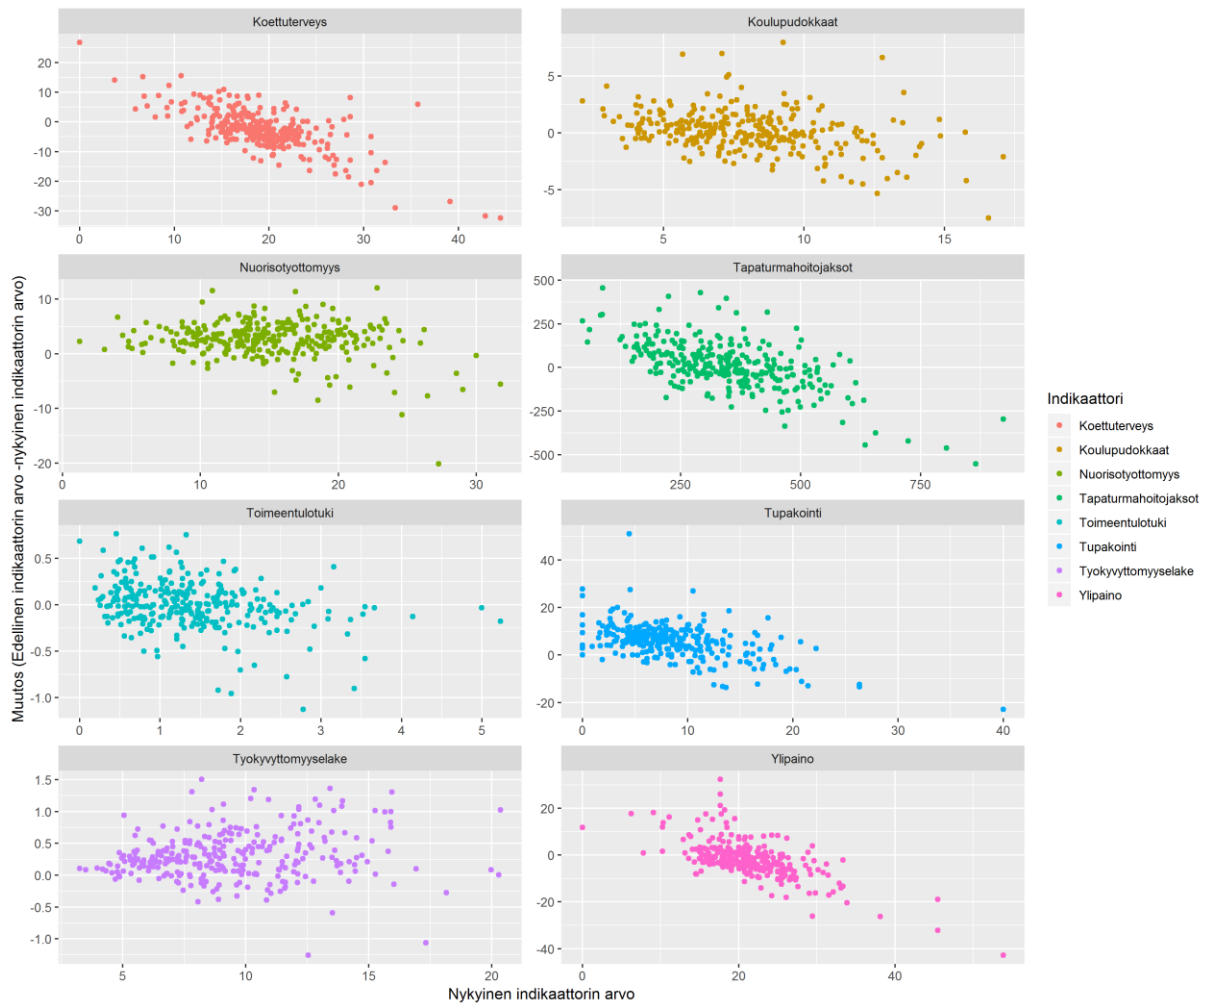 Koettuterveys
Koulupudokkaat
20
10
0
-10
-20
-30
0 10 20 30 40
5
0
-5
5 10 15
Nuorisotyottomyys
Tapaturmahoitojaksot
10
0
-10
-20
0 10 20 30
500
250
0
-250
-500
250 500 750
Toimeentulotuki
Tupakointi
0.5
0.0
-0.5
-1.0
0 1 2 3 4 5
40
20
0
-20
0 10 20 30 40
Tyokyvyttomyyselake
Ylipaino
1.5
1.0
0.5
0.0
-0.5
-1.0
5 10 15 20
20
0
-20
-40
0 20 40
Muutos (Edellinen indikaattorin arvo -nykyinen indikaattorin arvo)
Nykyinen indikaattorin arvo
Indikaattori
Koettuterveys
Koulupudokkaat
Nuorisotyottomyys
Tapaturmahoitojaksot
Toimeentulotuki
Tupakointi
Tyokyvyttomyyselake
Ylipaino